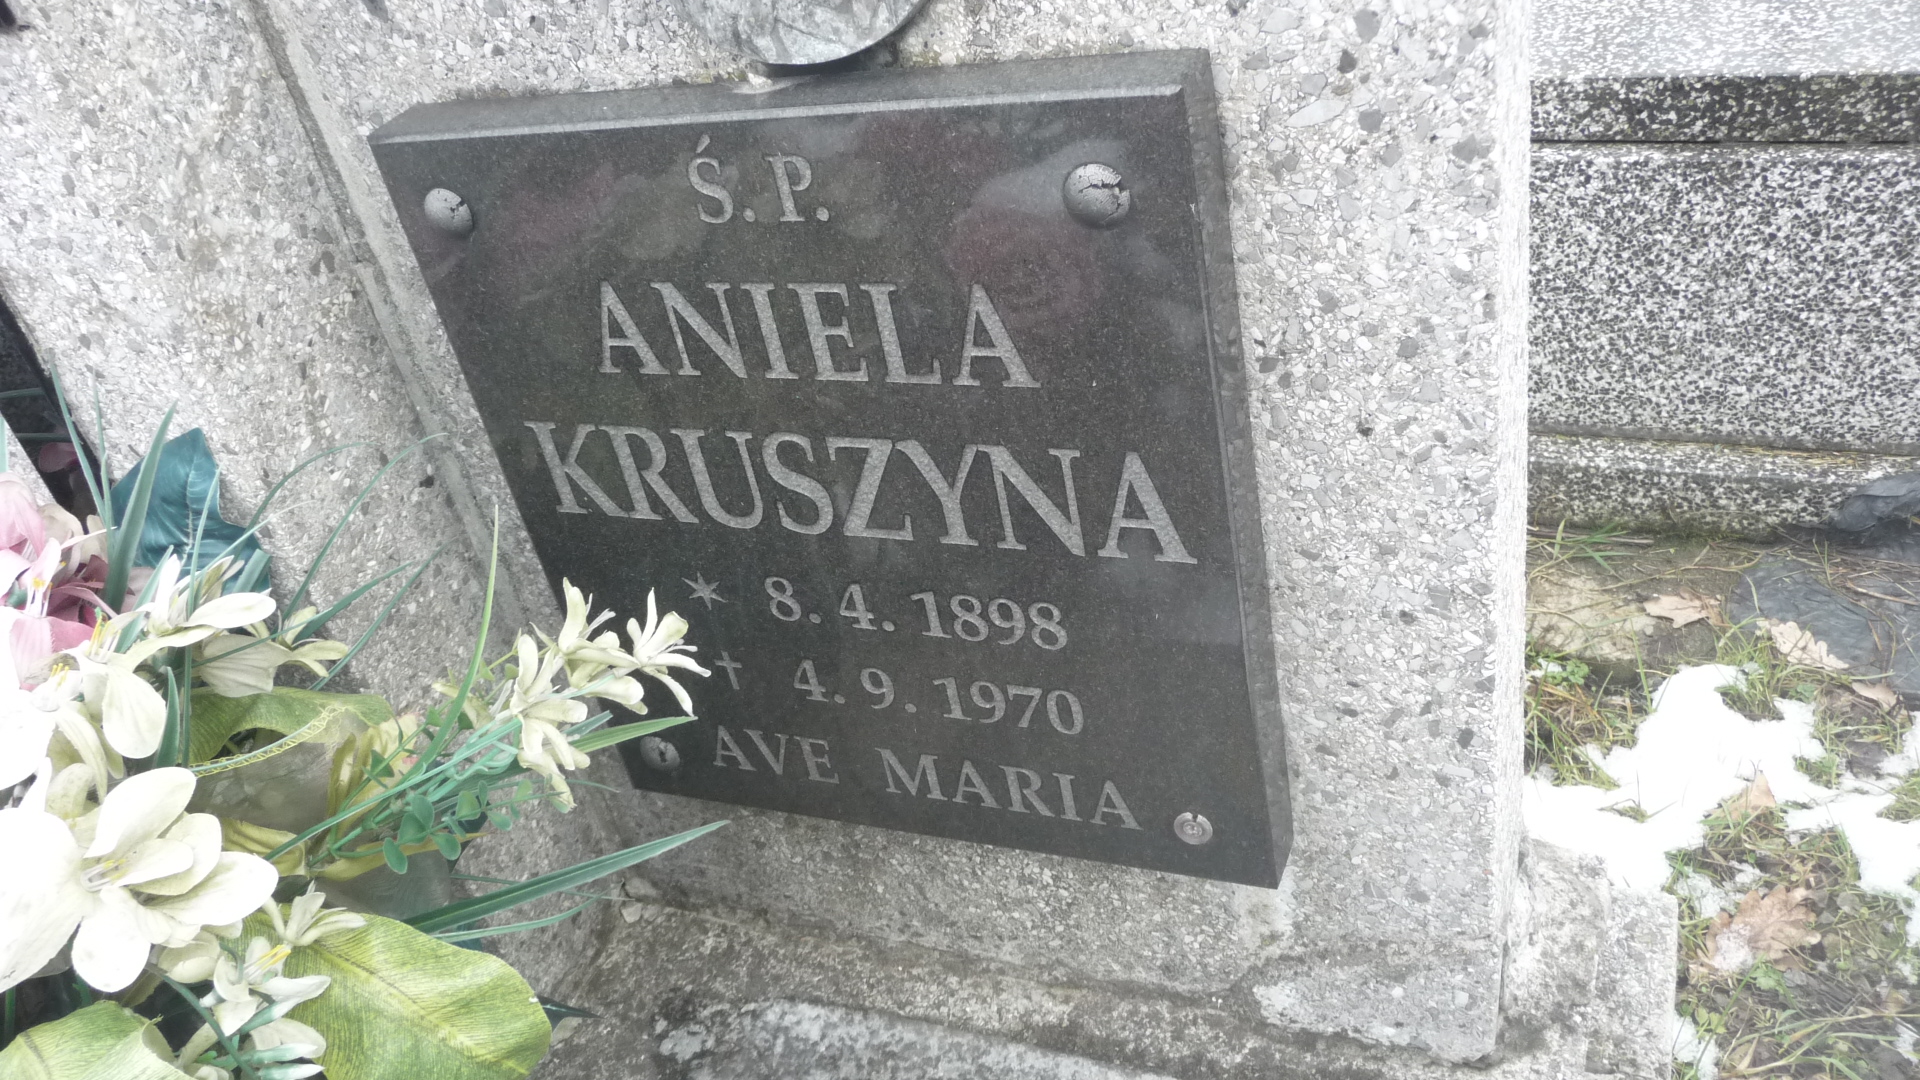 Ś. P.
ANIELA
KRUSZYNA
* 8. 4. 1898
† 4. 9. 1970
AVE MARIA